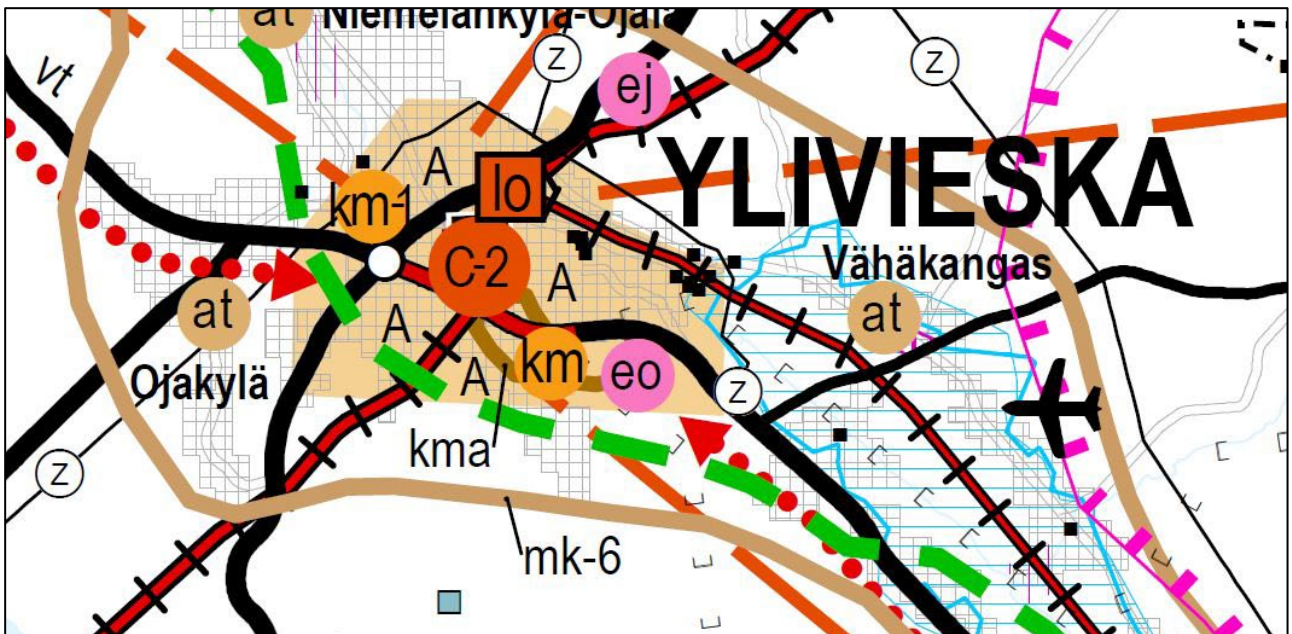 at
Niemelänkylä-Ojala
z
z
vt
ej
A
lo
YLIVIESKA
km-1
C-2
Vähäkangas
A
at
at
A
km
eo
A
Ojakylä
z
kma
z
mk-6